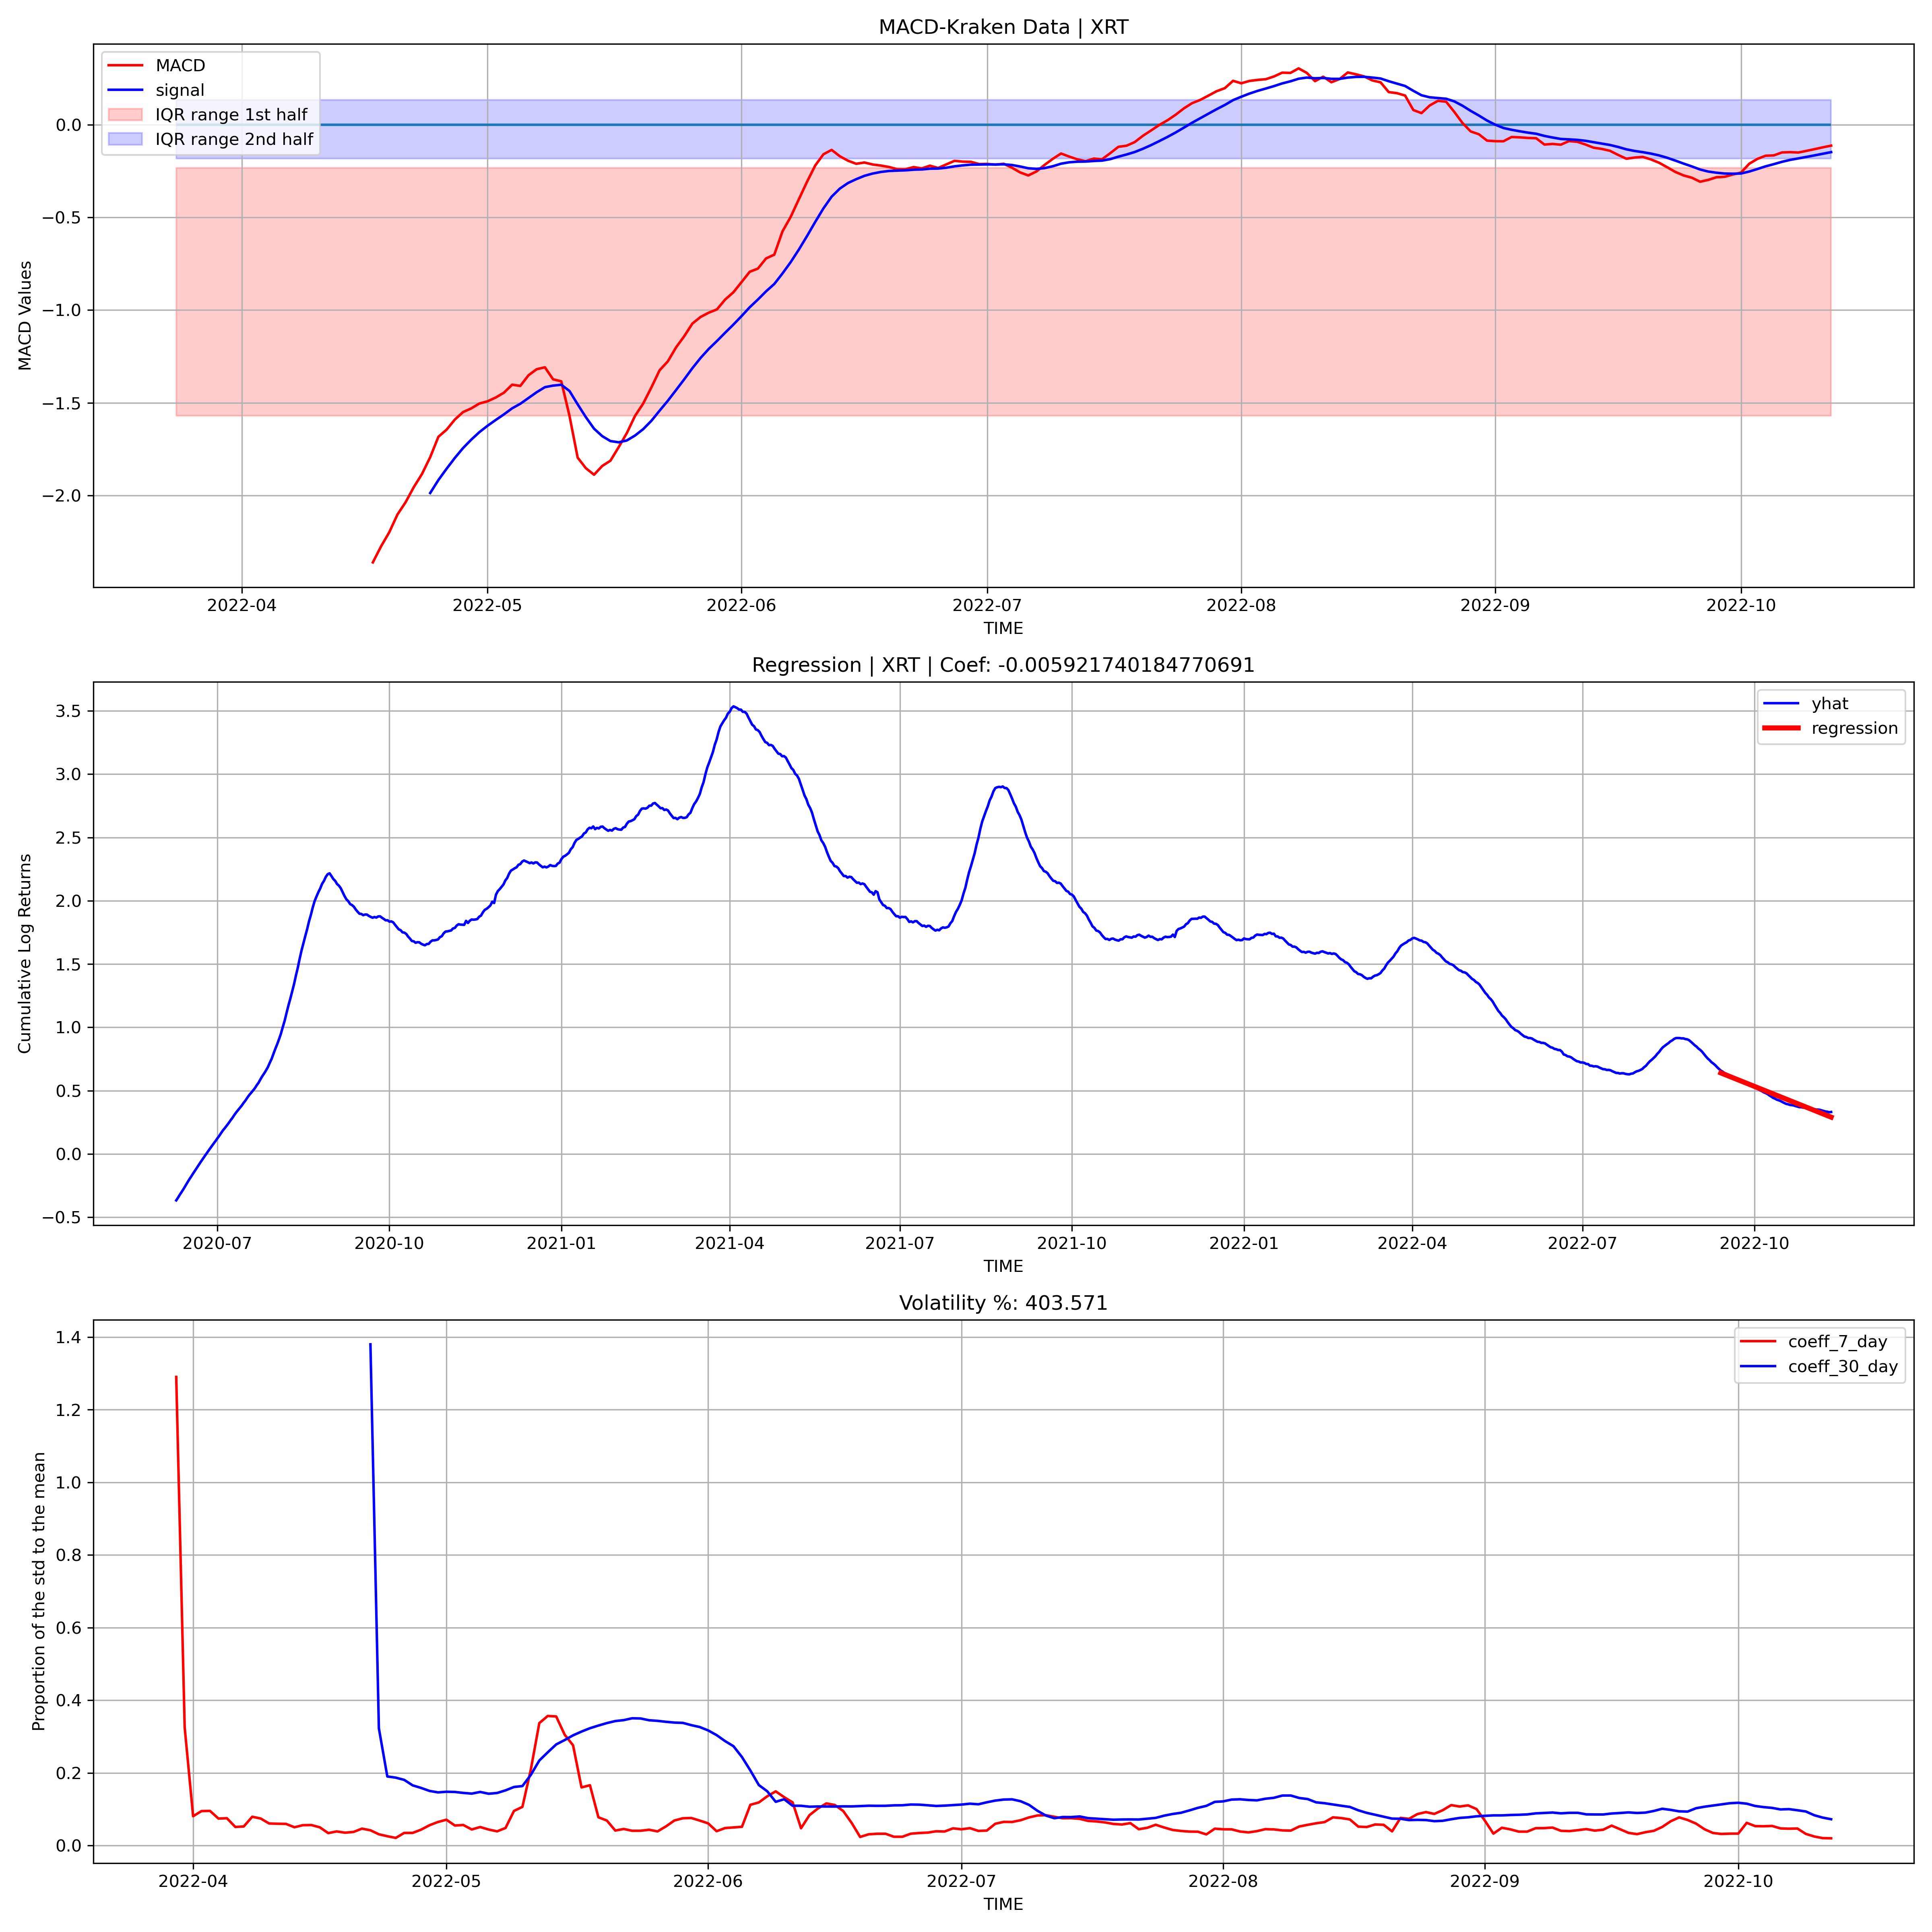 MACD-Kraken Data | XRT
MACD
signal
IQR range 1st half
IQR range 2nd half
MACD Values
0.0
−0.5
−1.0
−1.5
−2.0
2022-04 2022-05 2022-06 2022-07 2022-08 2022-09 2022-10
TIME
Regression | XRT | Coef: -0.005921740184770691
yhat
regression
Cumulative Log Returns
3.5
3.0
2.5
2.0
1.5
1.0
0.5
0.0
−0.5
2020-07 2020-10 2021-01 2021-04 2021-07 2021-10 2022-01 2022-04 2022-07 2022-10
TIME
Volatility %: 403.571
coeff_7_day
coeff_30_day
Proportion of the std to the mean
1.4
1.2
1.0
0.8
0.6
0.4
0.2
0.0
2022-04 2022-05 2022-06 2022-07 2022-08 2022-09 2022-10
TIME